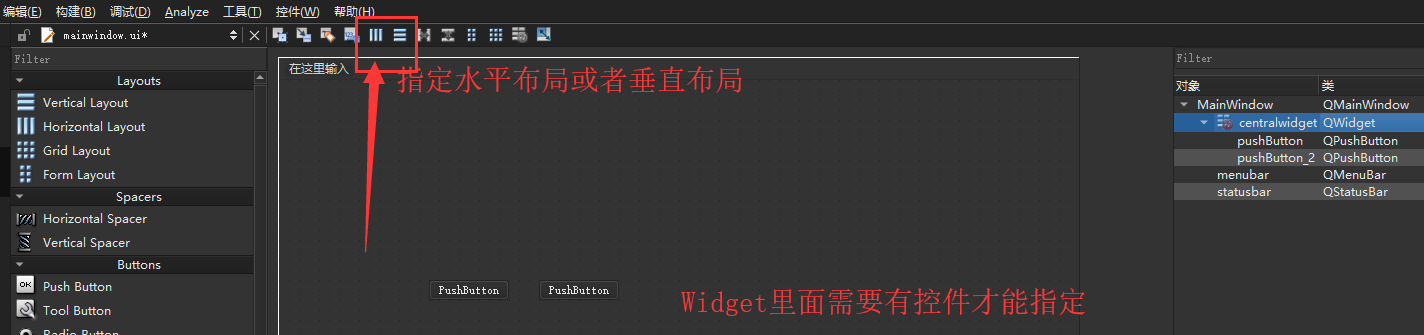 编辑(E) 构建(B) 调试(D) Analyze 工具(T) 控件(W) 帮助(H)
mainwindow.ui*
Filter
Layouts
Vertical Layout
Horizontal Layout
Grid Layout
Form Layout
Spacers
Horizontal Spacer
Vertical Spacer
Buttons
OK Push Button
Tool Button
Radio Button
在这里输入
指定水平布局或者垂直布局
PushButton PushButton
Widget里面需要有控件才能指定
Filter
对象 类
MainWindow QMainWindow
centralwidget QWidget
pushButton QPushButton
pushButton_2 QPushButton
menubar QMenuBar
statusbar QStatusBar